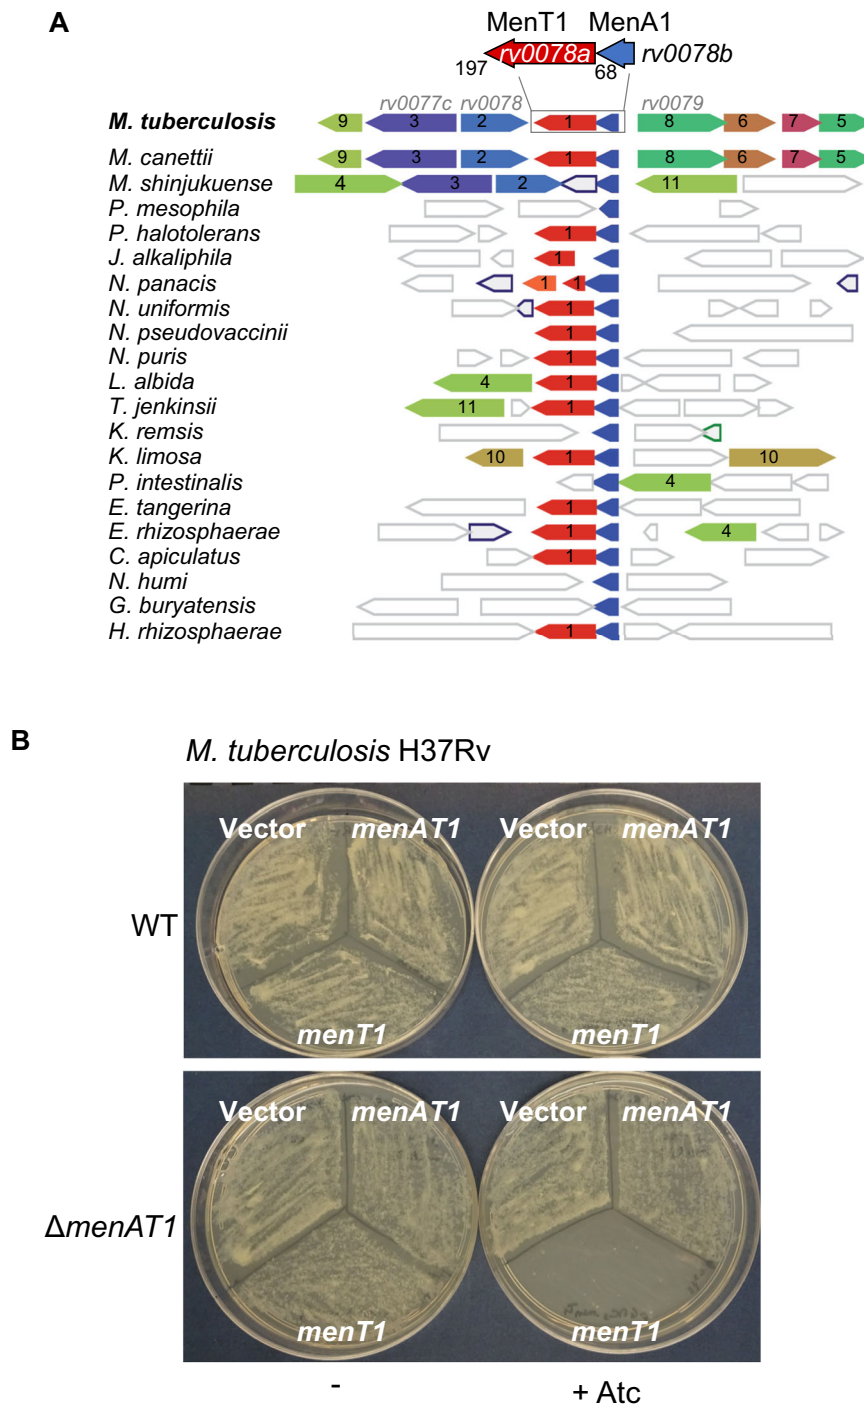 A
MenT1 MenA1
rv0078a rv0078b
197 68
rv0077c rv0078 rv0079
M. tuberculosis 9 3 2 1 8 6 7 5
M. canettii 9 3 2 1 8 6 7 5
M. shinjukuense 4 3 2 11
P. mesophila
P. halotolerans 1
J. alkaliphila 1
N. panacis 1 1
N. uniformis 1
N. pseudovaccinii 1
N. puris 1
L. albida 4 1
T. jenkinsii 11 1
K. remsis
K. limosa 10 1 10
P. intestinalis 4
E. tangerina 1
E. rhizosphaerae 1 4
C. apiculatus 1
N. humi
G. buryatensis
H. rhizosphaerae 1
B
M. tuberculosis H37Rv
Vector menAT1 Vector menAT1
WT
menT1 menT1
Vector menAT1 Vector menAT1
ΔmenAT1
menT1 menT1
- + Atc